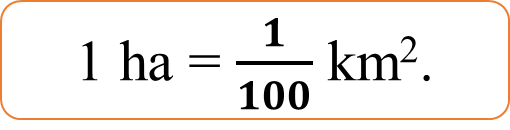 1 ha = 1/100 km².